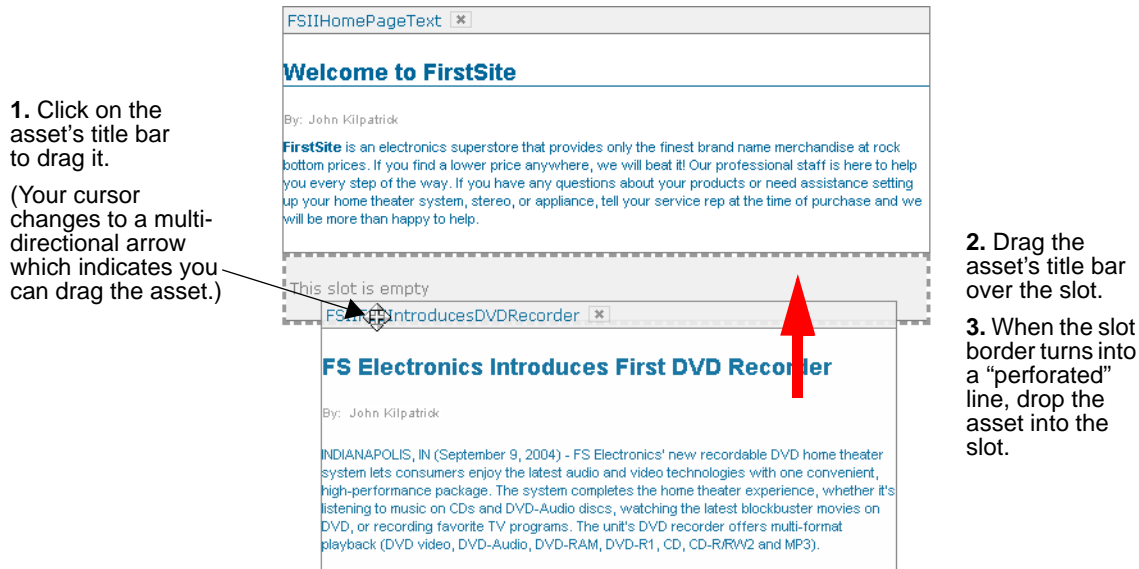 FSIIHomePageText
Welcome to FirstSite
By: John Kilpatrick
FirstSite is an electronics superstore that provides only the finest brand name merchandise at rock
bottom prices. If you find a lower price anywhere, we will beat it! Our professional staff is here to help
you every step of the way. If you have any questions about your products or need assistance setting
up your home theater system, stereo, or appliance, tell your service rep at the time of purchase and we
will be more than happy to help.
1. Click on the
asset's title bar
to drag it.
(Your cursor
changes to a multi-
directional arrow
which indicates you
can drag the asset.)
This slot is empty
IntroducesDVDRecorder
FS Electronics Introduces First DVD Recorder
By: John Kilpatrick
INDIANAPOLIS, IN (September 9, 2004) - FS Electronics' new recordable DVD home theater
system lets consumers enjoy the latest audio and video technologies with one convenient,
high-performance package. The system completes the home theater experience, whether it's
listening to music on CDs and DVD-Audio discs, watching the latest blockbuster movies on
DVD, or recording favorite TV programs. The unit's DVD recorder offers multi-format
playback (DVD video, DVD-Audio, DVD-RAM, DVD-R1, CD, CD-R/RW2 and MP3).
2. Drag the
asset's title bar
over the slot.
3. When the slot
border turns into
a “perforated”
line, drop the
asset into the
slot.